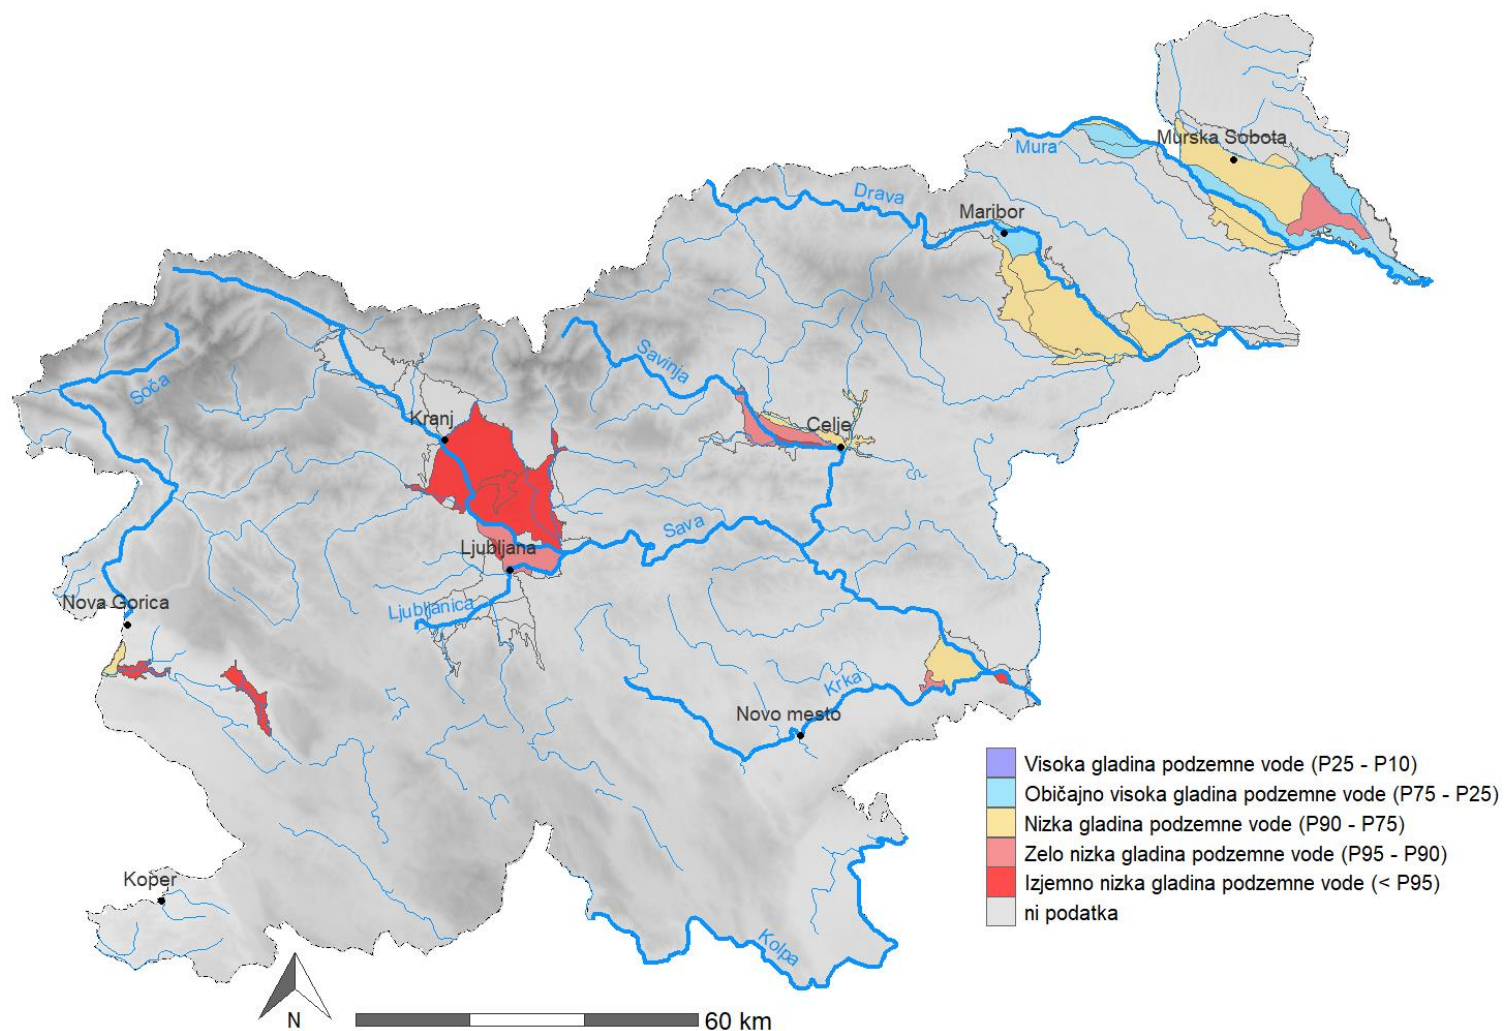 Murska Sobota
Mura
Drava
Maribor
Savinja
Soča
Kranj
Celje
Sava
Ljubljana
Nova Gorica
Ljubljanica
Krka
Novo mesto
Visoka gladina podzemne vode (P25 - P10)
Običajno visoka gladina podzemne vode (P75 - P25)
Nizka gladina podzemne vode (P90 - P75)
Zelo nizka gladina podzemne vode (P95 - P90)
Koper
Izjemno nizka gladina podzemne vode (< P95)
ni podatka
Kolpa
N
60 km